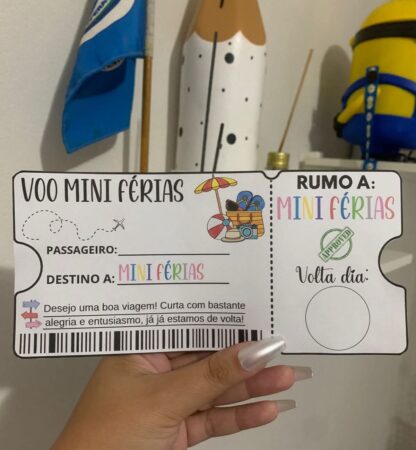 VOO MINI FÉRIAS
PASSAGEIRO:
DESTINO A: MINI FÉRIAS
Desejo uma boa viagem! Curta com bastante
alegria e entusiasmo, já já estamos de volta!
RUMO A:
MINI FÉRIAS
APPROVED
Volta dia: